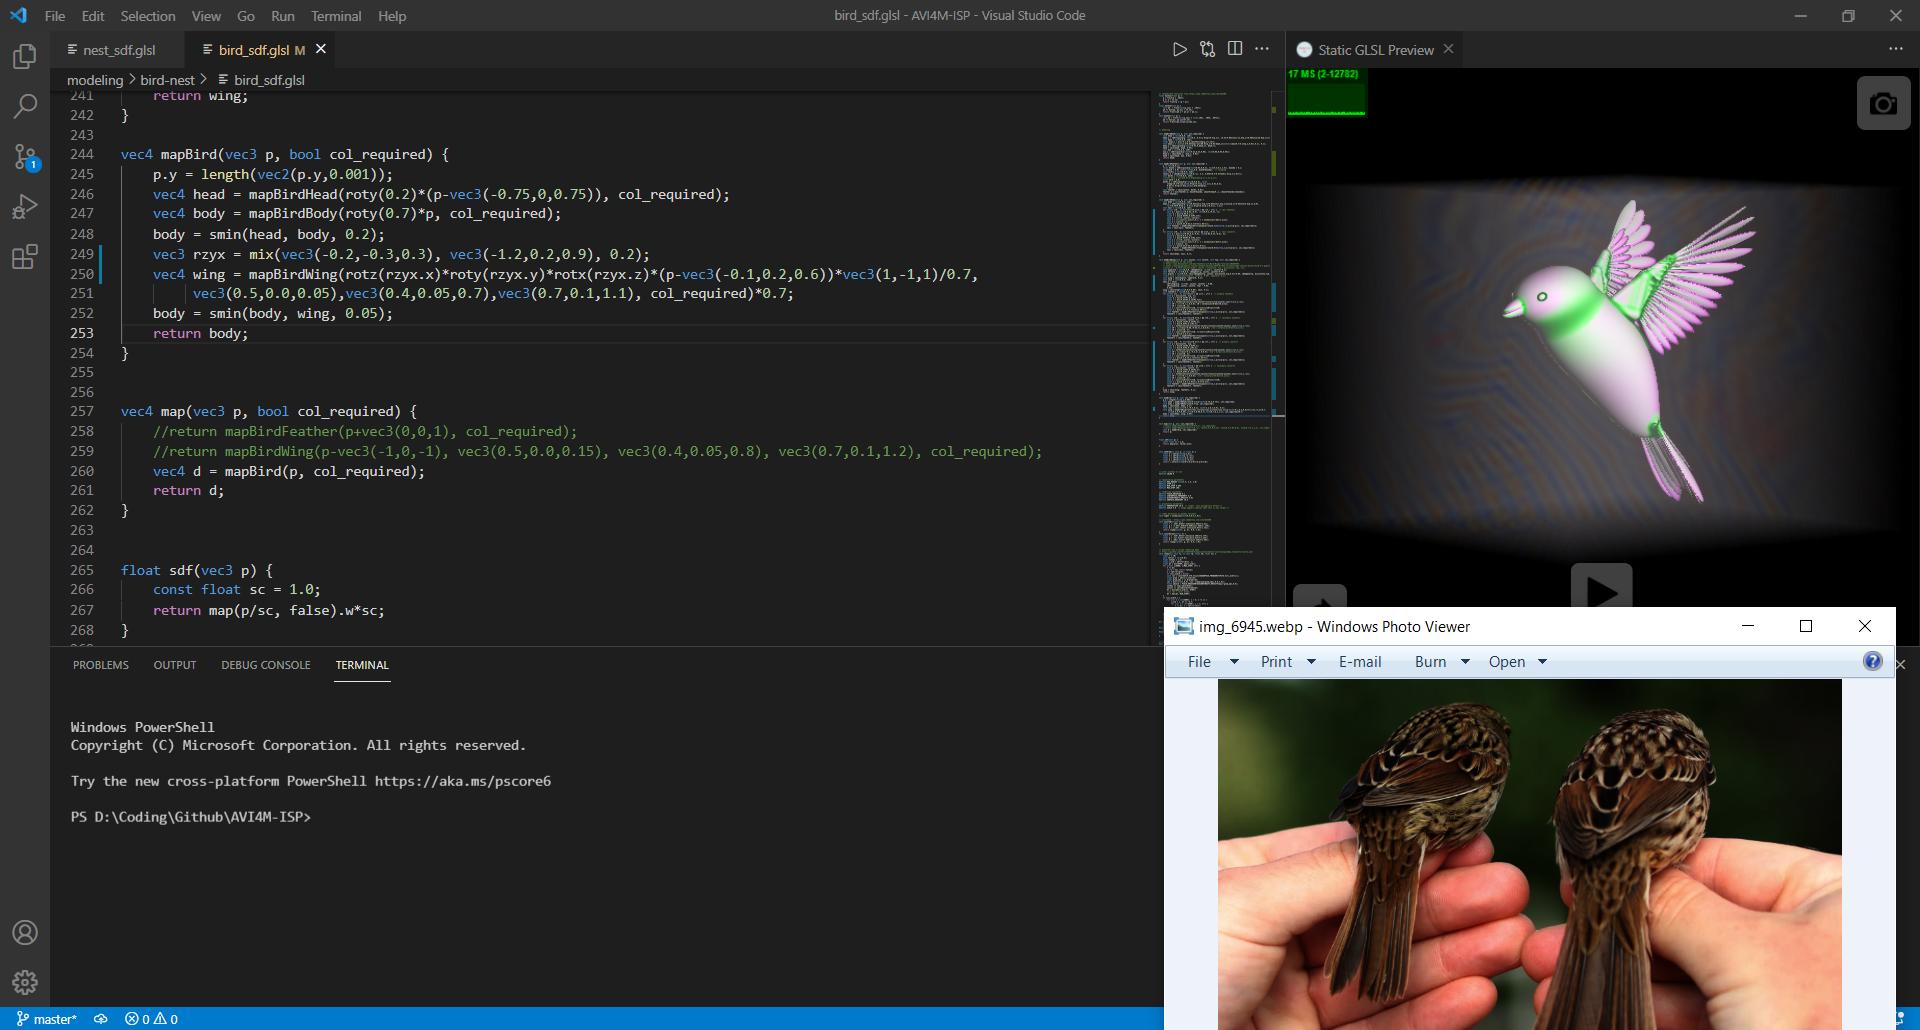 File Edit Selection View Go Run Terminal Help
bird_sdf.glsl - AVI4M-ISP - Visual Studio Code
nest_sdf.glsl
bird_sdf.glsl M
Static GLSL Preview
modeling > bird-nest > bird_sdf.glsl
17 MS (2-12782)
241 return wing;
242 }
243
244 vec4 mapBird(vec3 p, bool col_required) {
245 p.y = length(vec2(p.y,0.001));
246 vec4 head = mapBirdHead(roty(0.2)*(p-vec3(-0.75,0,0.75)), col_required);
247 vec4 body = mapBirdBody(roty(0.7)*p, col_required);
248 body = smin(head, body, 0.2);
249 vec3 rzyx = mix(vec3(-0.2,-0.3,0.3), vec3(-1.2,0.2,0.9), 0.2);
250 vec4 wing = mapBirdWing(rotz(rzyx.x)*roty(rzyx.y)*rotx(rzyx.z)*(p-vec3(-0.1,0.2,0.6))*vec3(1,-1,1)/0.7,
251 vec3(0.5,0.0,0.05),vec3(0.4,0.05,0.7),vec3(0.7,0.1,1.1), col_required)*0.7;
252 body = smin(body, wing, 0.05);
253 return body;
254 }
255
256
257 vec4 map(vec3 p, bool col_required) {
258 //return mapBirdFeather(p+vec3(0,0,1), col_required);
259 //return mapBirdWing(p-vec3(-1,0,-1), vec3(0.5,0.0,0.15), vec3(0.4,0.05,0.8), vec3(0.7,0.1,1.2), col_required);
260 vec4 d = mapBird(p, col_required);
261 return d;
262 }
263
264
265 float sdf(vec3 p) {
266 const float sc = 1.0;
267 return map(p/sc, false).w*sc;
268 }
1
PROBLEMS OUTPUT DEBUG CONSOLE TERMINAL
Windows PowerShell
Copyright (C) Microsoft Corporation. All rights reserved.
Try the new cross-platform PowerShell https://aka.ms/pscore6
PS D:\Coding\Github\AVI4M-ISP>
img_6945.webp - Windows Photo Viewer
File Print E-mail Burn Open
master* 0 0